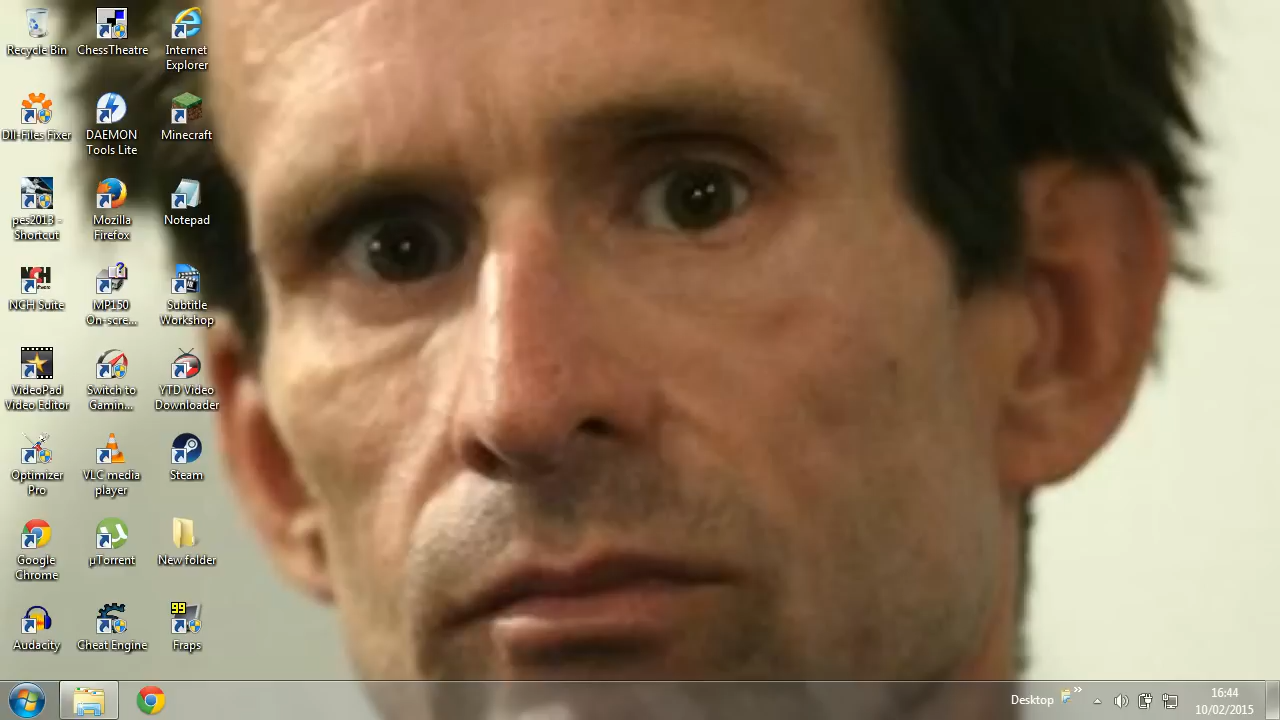 Recycle Bin
ChessTheatre
Internet
Explorer
Dll-Files Fixer
DAEMON
Tools Lite
Minecraft
pes2013 -
Shortcut
Mozilla
Firefox
Notepad
NCH Suite
MP150
On-scre...
Subtitle
Workshop
VideoPad
Video Editor
Switch to
Gamin...
YTD Video
Downloader
Optimizer
Pro
VLC media
player
Steam
Google
Chrome
µTorrent
New folder
Audacity
Cheat Engine
99
Fraps
Desktop
16:44
10/02/2015